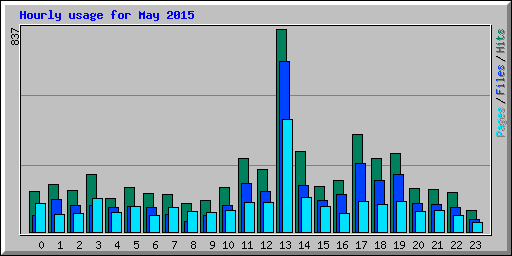 Hourly usage for May 2015
837
Pages / Files / Hits
0 1 2 3 4 5 6 7 8 9 10 11 12 13 14 15 16 17 18 19 20 21 22 23